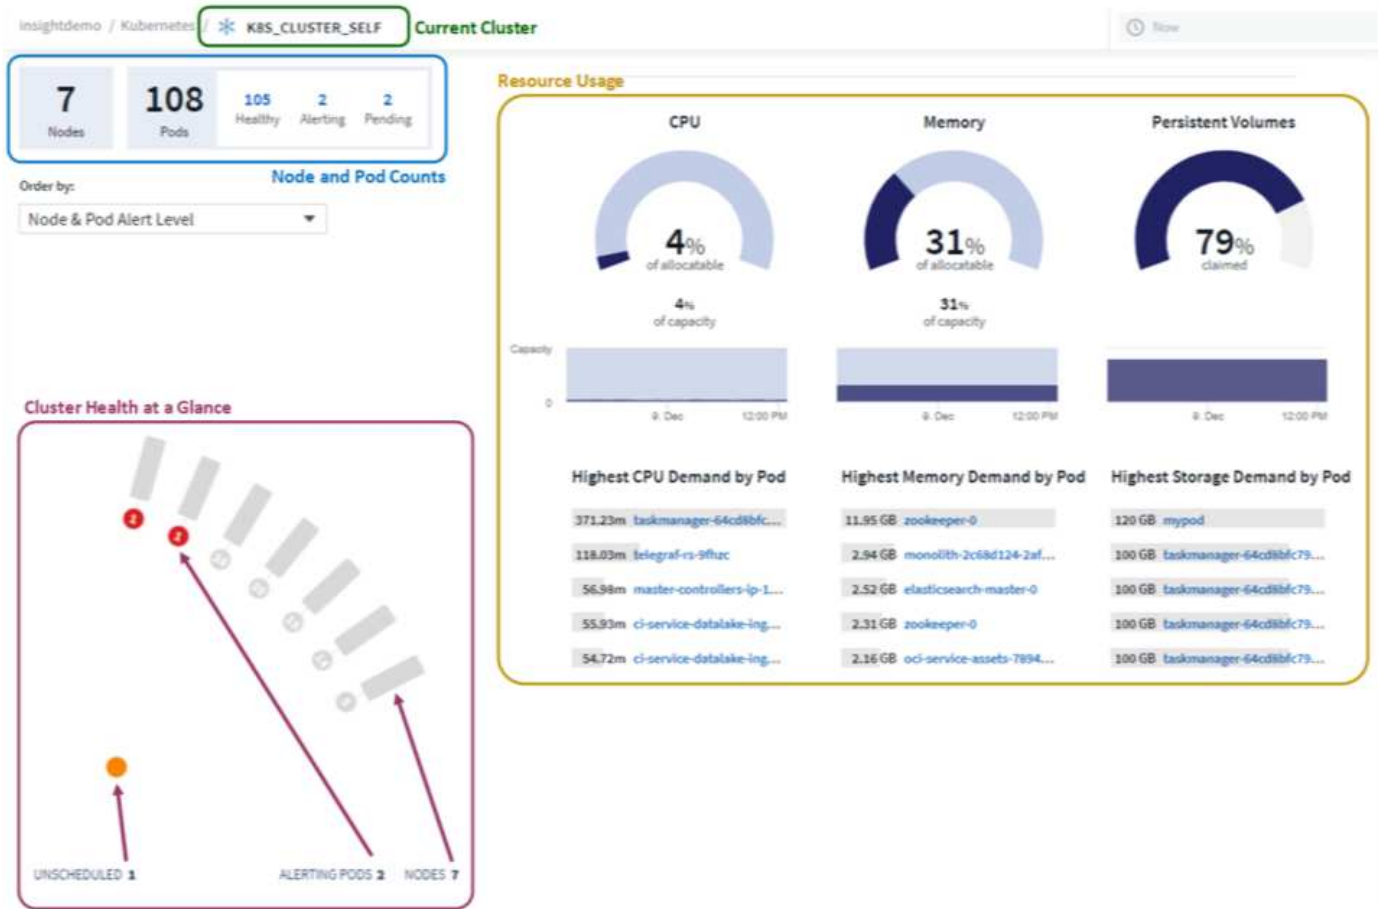 insightdemo / Kubernetes / K8S_CLUSTER_SELF Current Cluster
Now
7
Nodes
108
Pods
105
Healthy
2
Alerting
2
Pending
Node and Pod Counts
Order by:
Node & Pod Alert Level
Resource Usage
CPU
4%
of allocatable
4%
of capacity
Memory
31%
of allocatable
31%
of capacity
Persistent Volumes
79%
claimed
Capacity
0
9. Dec 12:00 PM
9. Dec 12:00 PM
9. Dec 12:00 PM
Highest CPU Demand by Pod
371.23m taskmanager-64cd8bfc...
118.03m telegraf-rs-9fhzc
56.98m master-controllers-ip-1...
55.93m ci-service-datalake-ing...
54.72m ci-service-datalake-ing...
Highest Memory Demand by Pod
11.95 GB zookeeper-0
2.94 GB monolith-2c68d124-2af...
2.52 GB elasticsearch-master-0
2.31 GB zookeeper-0
2.16 GB oci-service-assets-7894...
Highest Storage Demand by Pod
120 GB mypod
100 GB taskmanager-64cd8bfc79...
100 GB taskmanager-64cd8bfc79...
100 GB taskmanager-64cd8bfc79...
100 GB taskmanager-64cd8bfc79...
Cluster Health at a Glance
UNSCHEDULED 1
ALERTING PODS 2
NODES 7